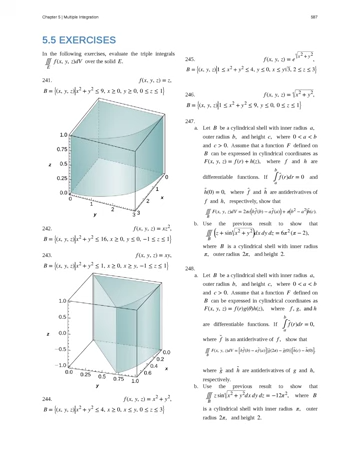 Chapter 5 | Multiple Integration 587
5.5 EXERCISES
In the following exercises, evaluate the triple integrals
∭_E f(x, y, z)dV over the solid E.
241. f(x, y, z) = z,
B = {(x, y, z)|x² + y² ≤ 9, x ≥ 0, y ≥ 0, 0 ≤ z ≤ 1}
1.0
0.75
z 0.5
0.25
0.0
0
1
2
3
y
0
1
2
3
x
242. f(x, y, z) = xz²,
B = {(x, y, z)|x² + y² ≤ 16, x ≥ 0, y ≤ 0, −1 ≤ z ≤ 1}
243. f(x, y, z) = xy,
B = {(x, y, z)|x² + y² ≤ 1, x ≥ 0, x ≥ y, −1 ≤ z ≤ 1}
1.0
0.5
z 0.0
−0.5
−1.0
0.0 0.25 0.5 0.75 1.0
y
0.0
0.2
0.4
0.6
x
244. f(x, y, z) = x² + y²,
B = {(x, y, z)|x² + y² ≤ 4, x ≥ 0, x ≤ y, 0 ≤ z ≤ 3}
245. f(x, y, z) = e^√(x² + y²),
B = {(x, y, z)|1 ≤ x² + y² ≤ 4, y ≤ 0, x ≤ y√3, 2 ≤ z ≤ 3}
246. f(x, y, z) = √(x² + y²),
B = {(x, y, z)|1 ≤ x² + y² ≤ 9, y ≤ 0, 0 ≤ z ≤ 1}
247.
a. Let B be a cylindrical shell with inner radius a,
outer radius b, and height c, where 0 < a < b
and c > 0. Assume that a function F defined on
B can be expressed in cylindrical coordinates as
F(x, y, z) = f(r) + h(z), where f and h are
differentiable functions. If ∫_a^b f̃(r)dr = 0 and
h̃(0) = 0, where f̃ and h̃ are antiderivatives of
f and h, respectively, show that
∭_B F(x, y, z)dV = 2πc(b f̃(b) − a f̃(a)) + π(b² − a²)h̃(c).
b. Use the previous result to show that
∭_B (z + sin√(x² + y²))dx dy dz = 6π²(π − 2),
where B is a cylindrical shell with inner radius
π, outer radius 2π, and height 2.
248.
a. Let B be a cylindrical shell with inner radius a,
outer radius b, and height c, where 0 < a < b
and c > 0. Assume that a function F defined on
B can be expressed in cylindrical coordinates as
F(x, y, z) = f(r)g(θ)h(z), where f, g, and h
are differentiable functions. If ∫_a^b f̃(r)dr = 0,
where f̃ is an antiderivative of f, show that
∭_B F(x, y, z)dV = [b f̃(b) − a f̃(a)][g̃(2π) − g̃(0)][h̃(c) − h̃(0)],
where g̃ and h̃ are antiderivatives of g and h,
respectively.
b. Use the previous result to show that
∭_B z sin√(x² + y²)dx dy dz = −12π², where B
is a cylindrical shell with inner radius π, outer
radius 2π, and height 2.